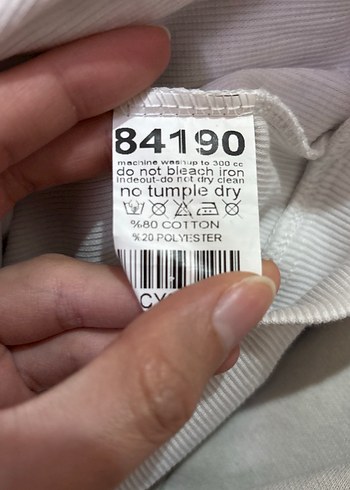 84190
machine washup to 300 cc
do not bleach iron
indeout-do not dry clean
no tumple dry
%80 COTTON
%20 POLYESTER